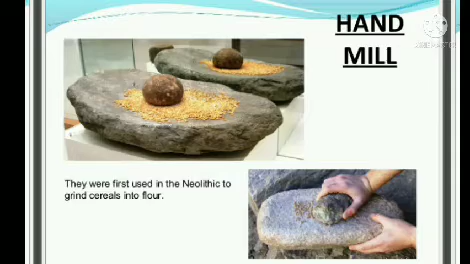 HAND
MILL
They were first used in the Neolithic to
grind cereals into flour.